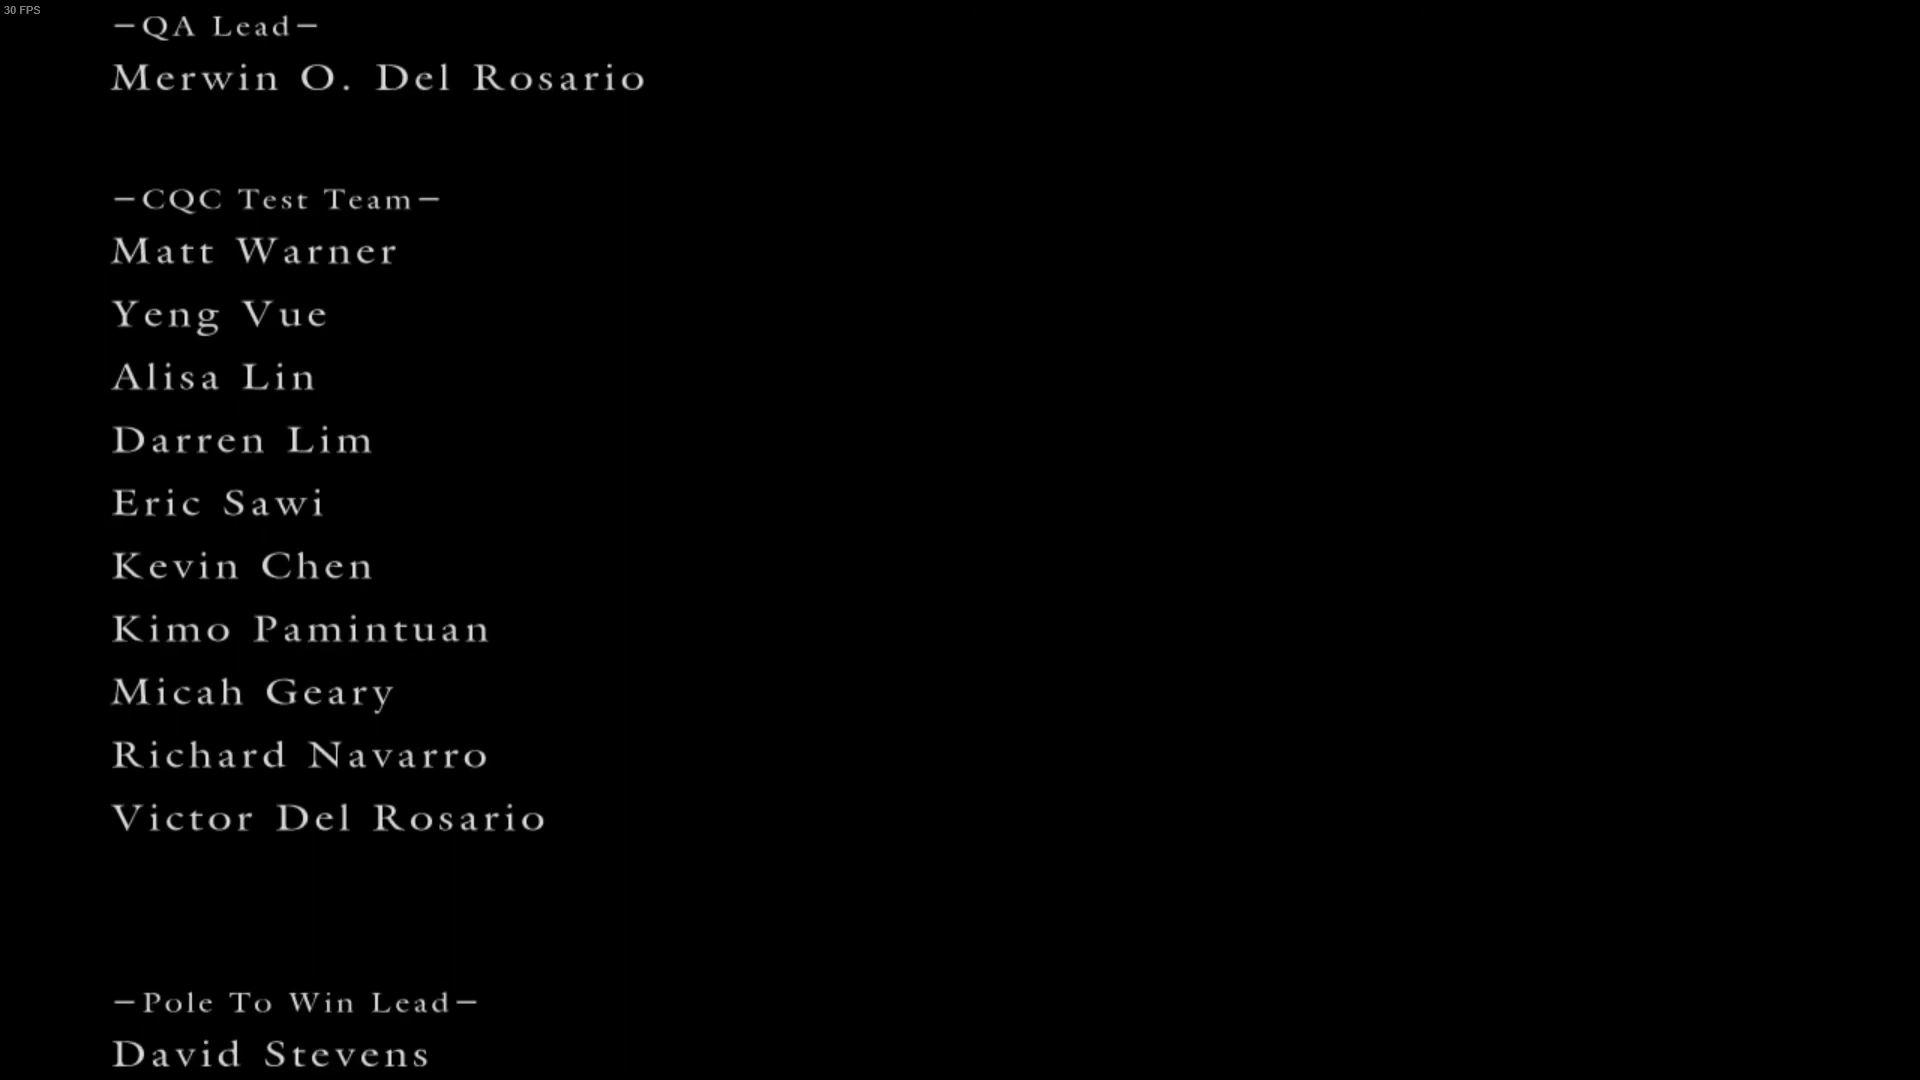 30 FPS
—QA Lead—
Merwin O. Del Rosario
—CQC Test Team—
Matt Warner
Yeng Vue
Alisa Lin
Darren Lim
Eric Sawi
Kevin Chen
Kimo Pamintuan
Micah Geary
Richard Navarro
Victor Del Rosario
—Pole To Win Lead—
David Stevens